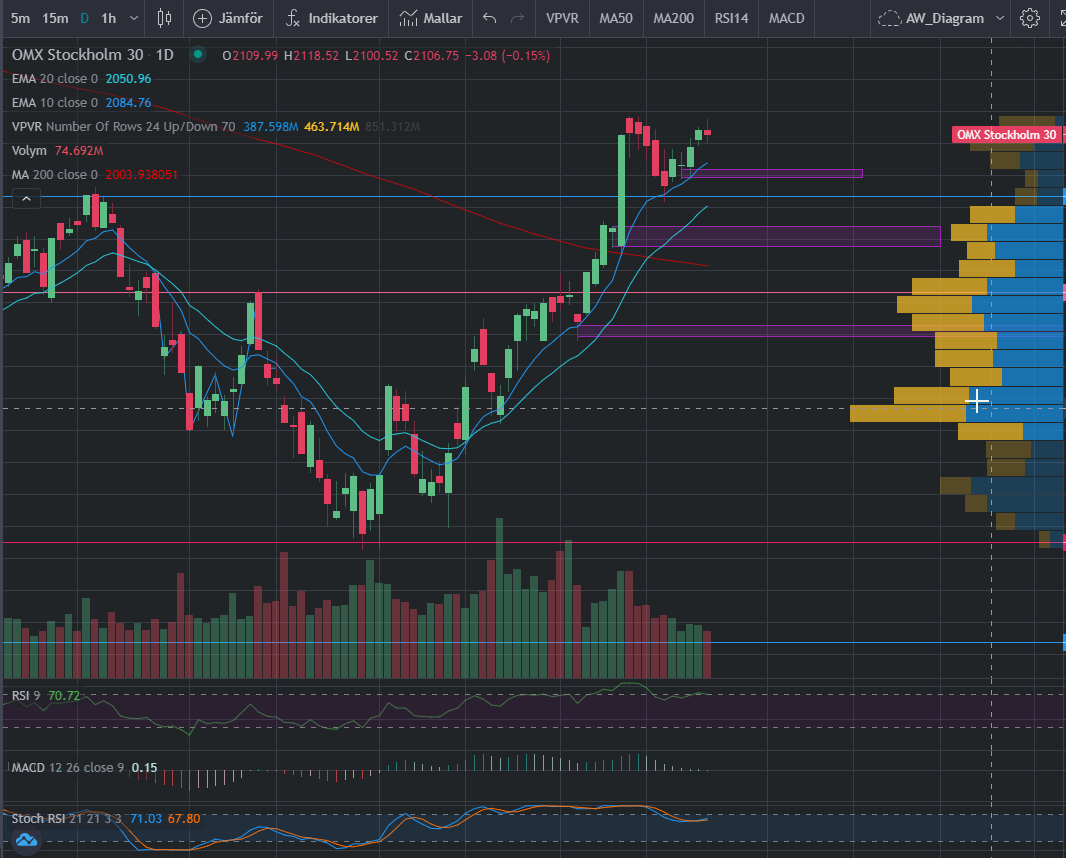 5m 15m D 1h Jämför Indikatorer Mallar VPVR MA50 MA200 RSI14 MACD AW_Diagram
OMX Stockholm 30 · 1D O2109.99 H2118.52 L2100.52 C2106.75 −3.08 (−0.15%)
EMA 20 close 0 2050.96
EMA 10 close 0 2084.76
VPVR Number Of Rows 24 Up/Down 70 387.598M 463.714M 851.312M
OMX Stockholm 30
Volym 74.692M
MA 200 close 0 2003.938051
RSI 9 70.72
MACD 12 26 close 9 0.15
Stoch RSI 21 21 3 3 71.03 67.80